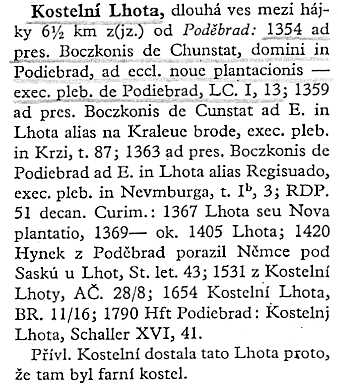 Kostelní Lhota, dlouhá ves mezi háj-
ky 6½ km z(jz.) od Poděbrad: 1354 ad
pres. Boczkonis de Chunstat, domini in
Podiebrad, ad eccl. noue plantacionis —
exec. pleb. de Podiebrad, LC. I, 13; 1359
ad pres. Boczkonis de Cunstat ad E. in
Lhota alias na Kraleue brode, exec. pleb.
in Krzi, t. 87; 1363 ad pres. Boczkonis de
Podiebrad ad E. in Lhota alias Regisuado,
exec. pleb. in Nevmburga, t. Iᵇ, 3; RDP.
51 decan. Curim.: 1367 Lhota seu Nova
plantatio, 1369— ok. 1405 Lhota; 1420
Hynek z Poděbrad porazil Němce pod
Saskú u Lhot, St. let. 43; 1531 z Kostelní
Lhoty, AČ. 28/8; 1654 Kostelní Lhota,
BR. 11/16; 1790 Hft Podiebrad: Kostelnj
Lhota, Schaller XVI, 41.
Přívl. Kostelní dostala tato Lhota proto,
že tam byl farní kostel.